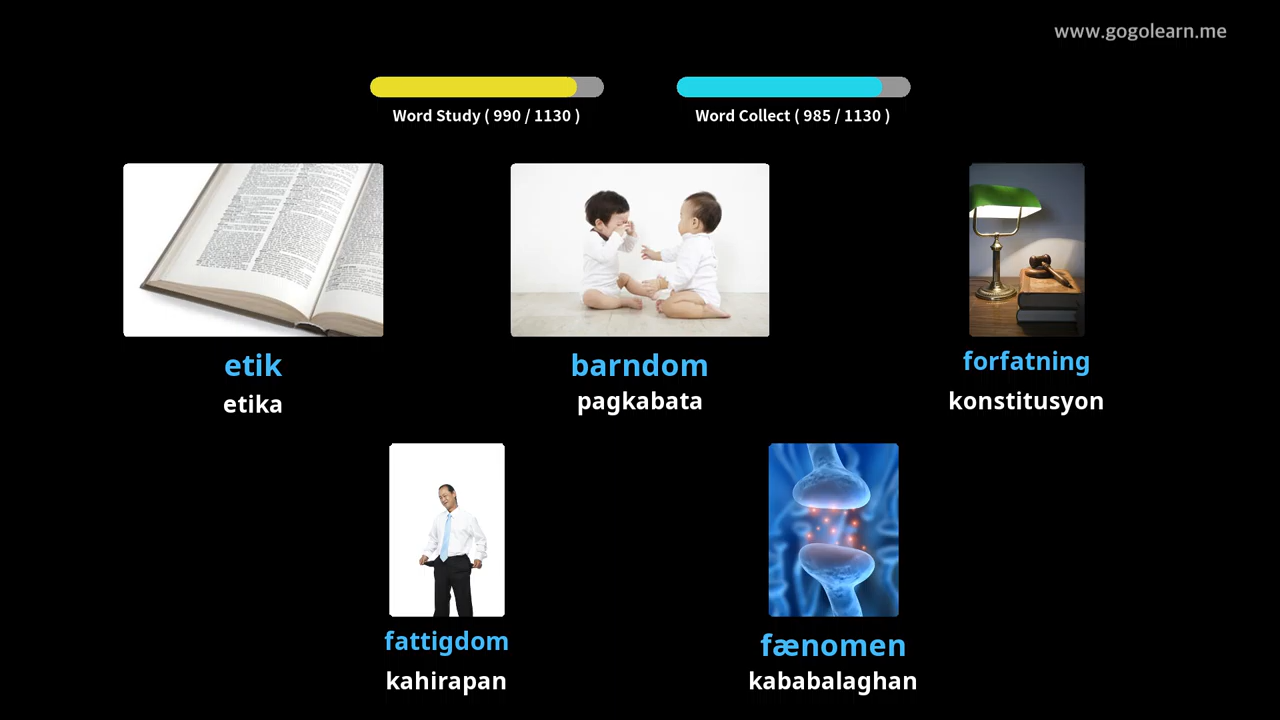 www.gogolearn.me
Word Study ( 990 / 1130 )
Word Collect ( 985 / 1130 )
etik
etika
barndom
pagkabata
forfatning
konstitusyon
fattigdom
kahirapan
fænomen
kababalaghan